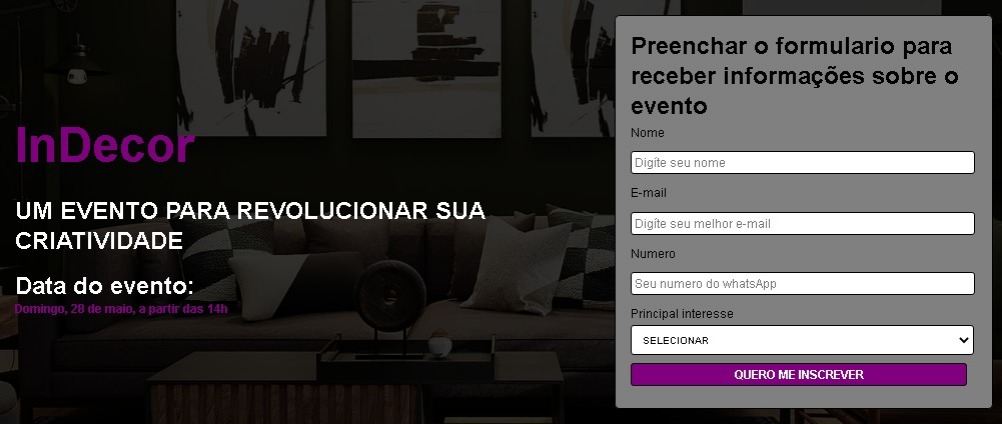 InDecor
UM EVENTO PARA REVOLUCIONAR SUA
CRIATIVIDADE
Data do evento:
Domingo, 28 de maio, a partir das 14h
Preenchar o formulario para
receber informações sobre o
evento
Nome
Digíte seu nome
E-mail
Digíte seu melhor e-mail
Numero
Seu numero do whatsApp
Principal interesse
SELECIONAR
QUERO ME INSCREVER